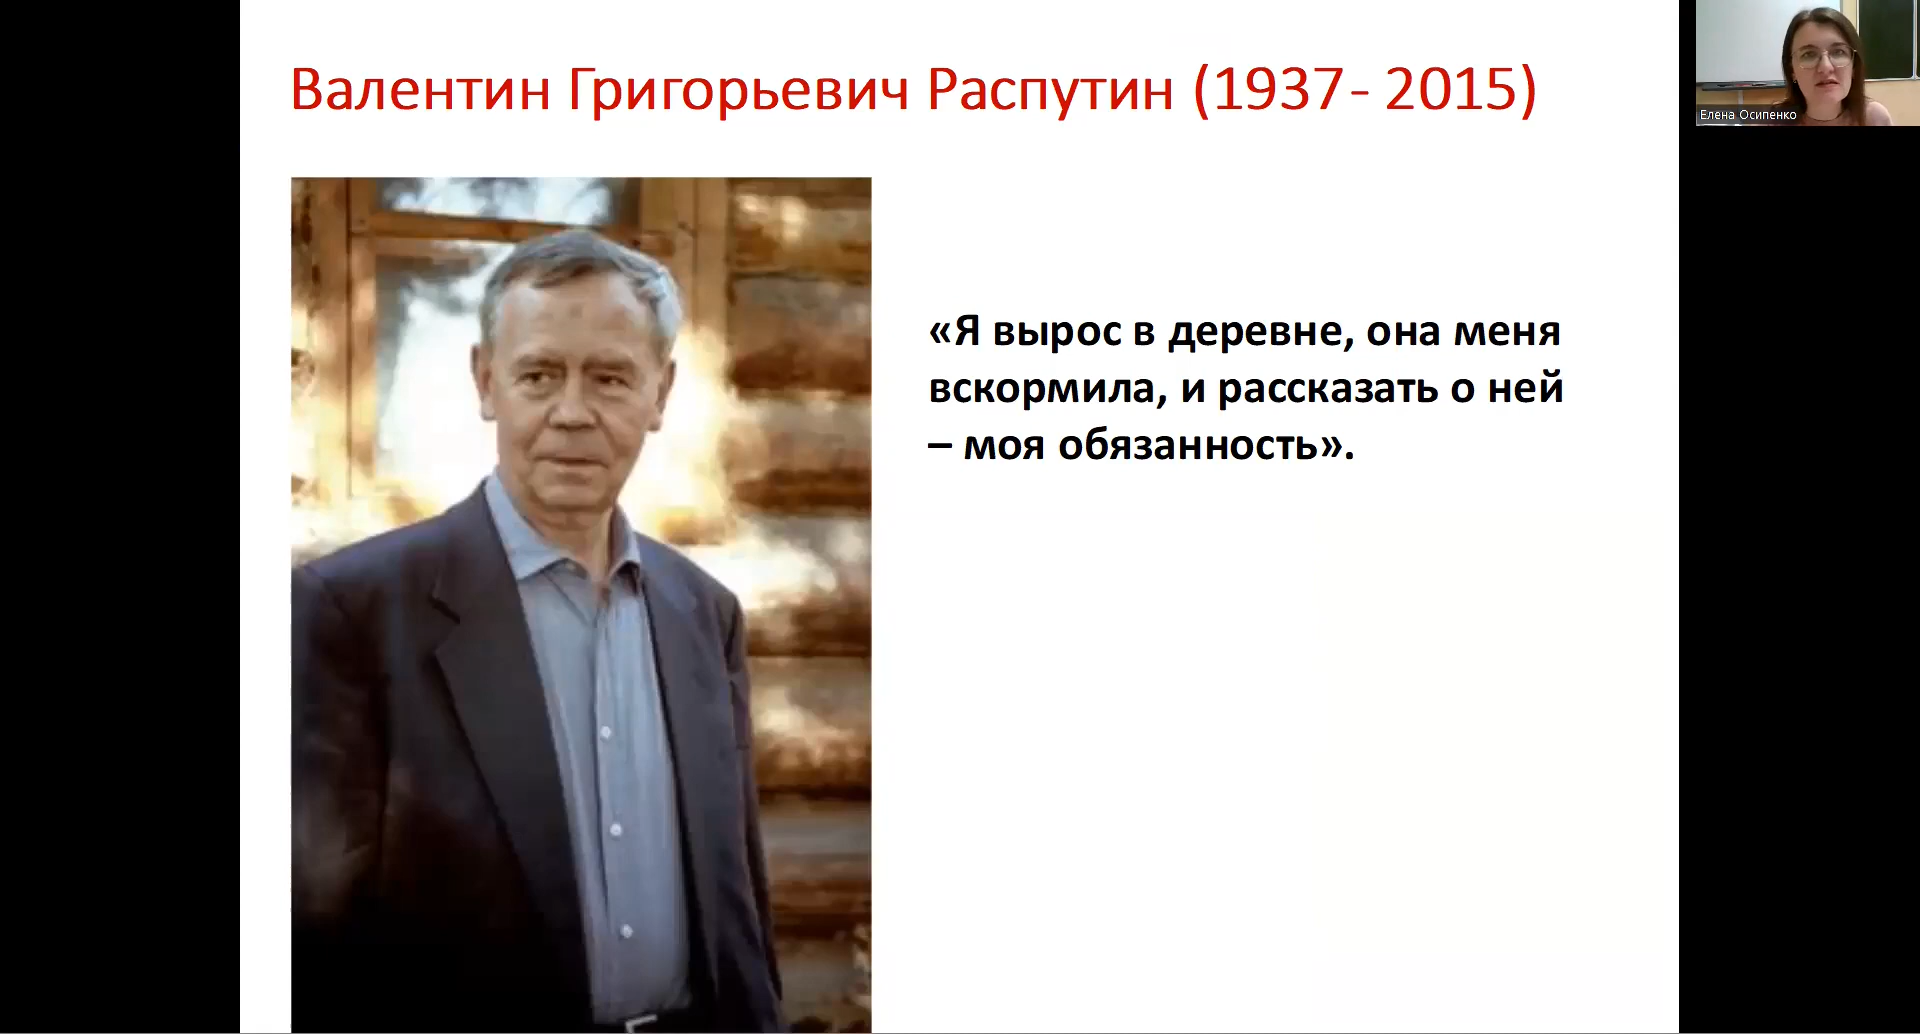 Валентин Григорьевич Распутин (1937- 2015)
Елена Осипенко
«Я вырос в деревне, она меня
вскормила, и рассказать о ней
– моя обязанность».